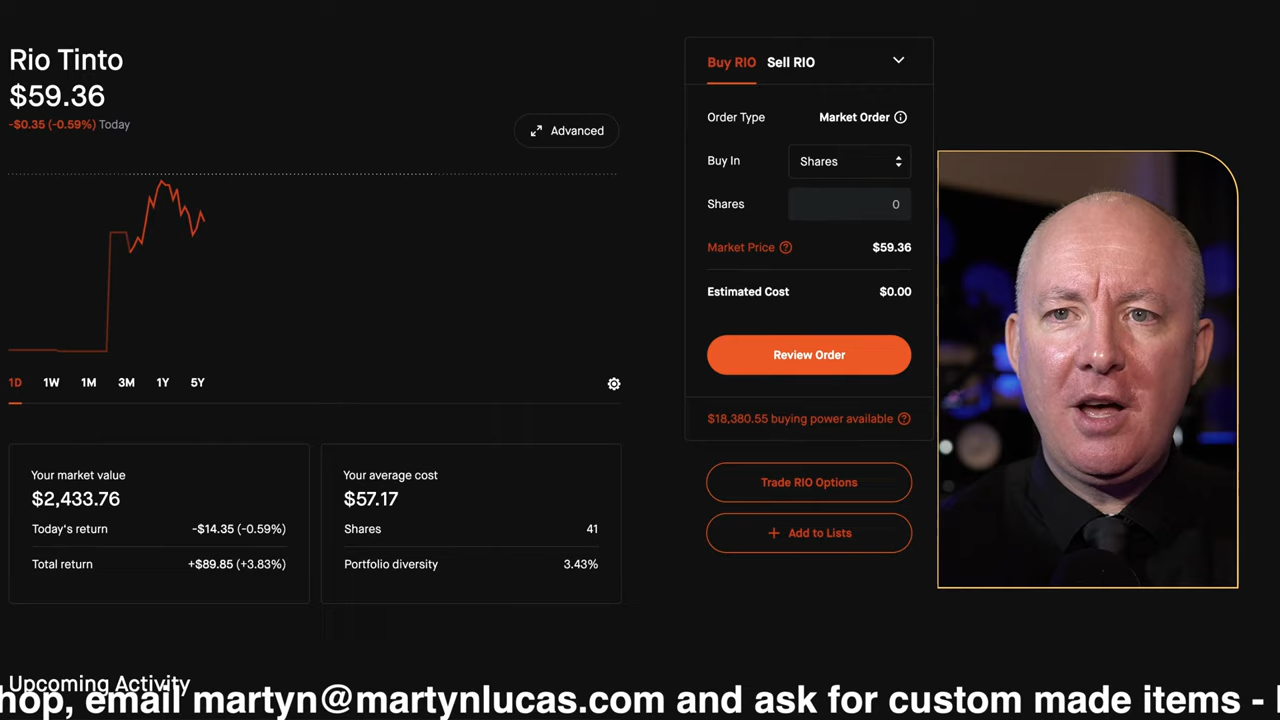 Rio Tinto
$59.36
-$0.35 (-0.59%) Today
Advanced
1D 1W 1M 3M 1Y 5Y
Your market value
$2,433.76
Today's return -$14.35 (-0.59%)
Total return +$89.85 (+3.83%)
Your average cost
$57.17
Shares 41
Portfolio diversity 3.43%
Buy RIO Sell RIO
Order Type Market Order
Buy In Shares
Shares 0
Market Price $59.36
Estimated Cost $0.00
Review Order
$18,380.55 buying power available
Trade RIO Options
+ Add to Lists
Upcoming Activity
hop, email martyn@martynlucas.com and ask for custom made items -